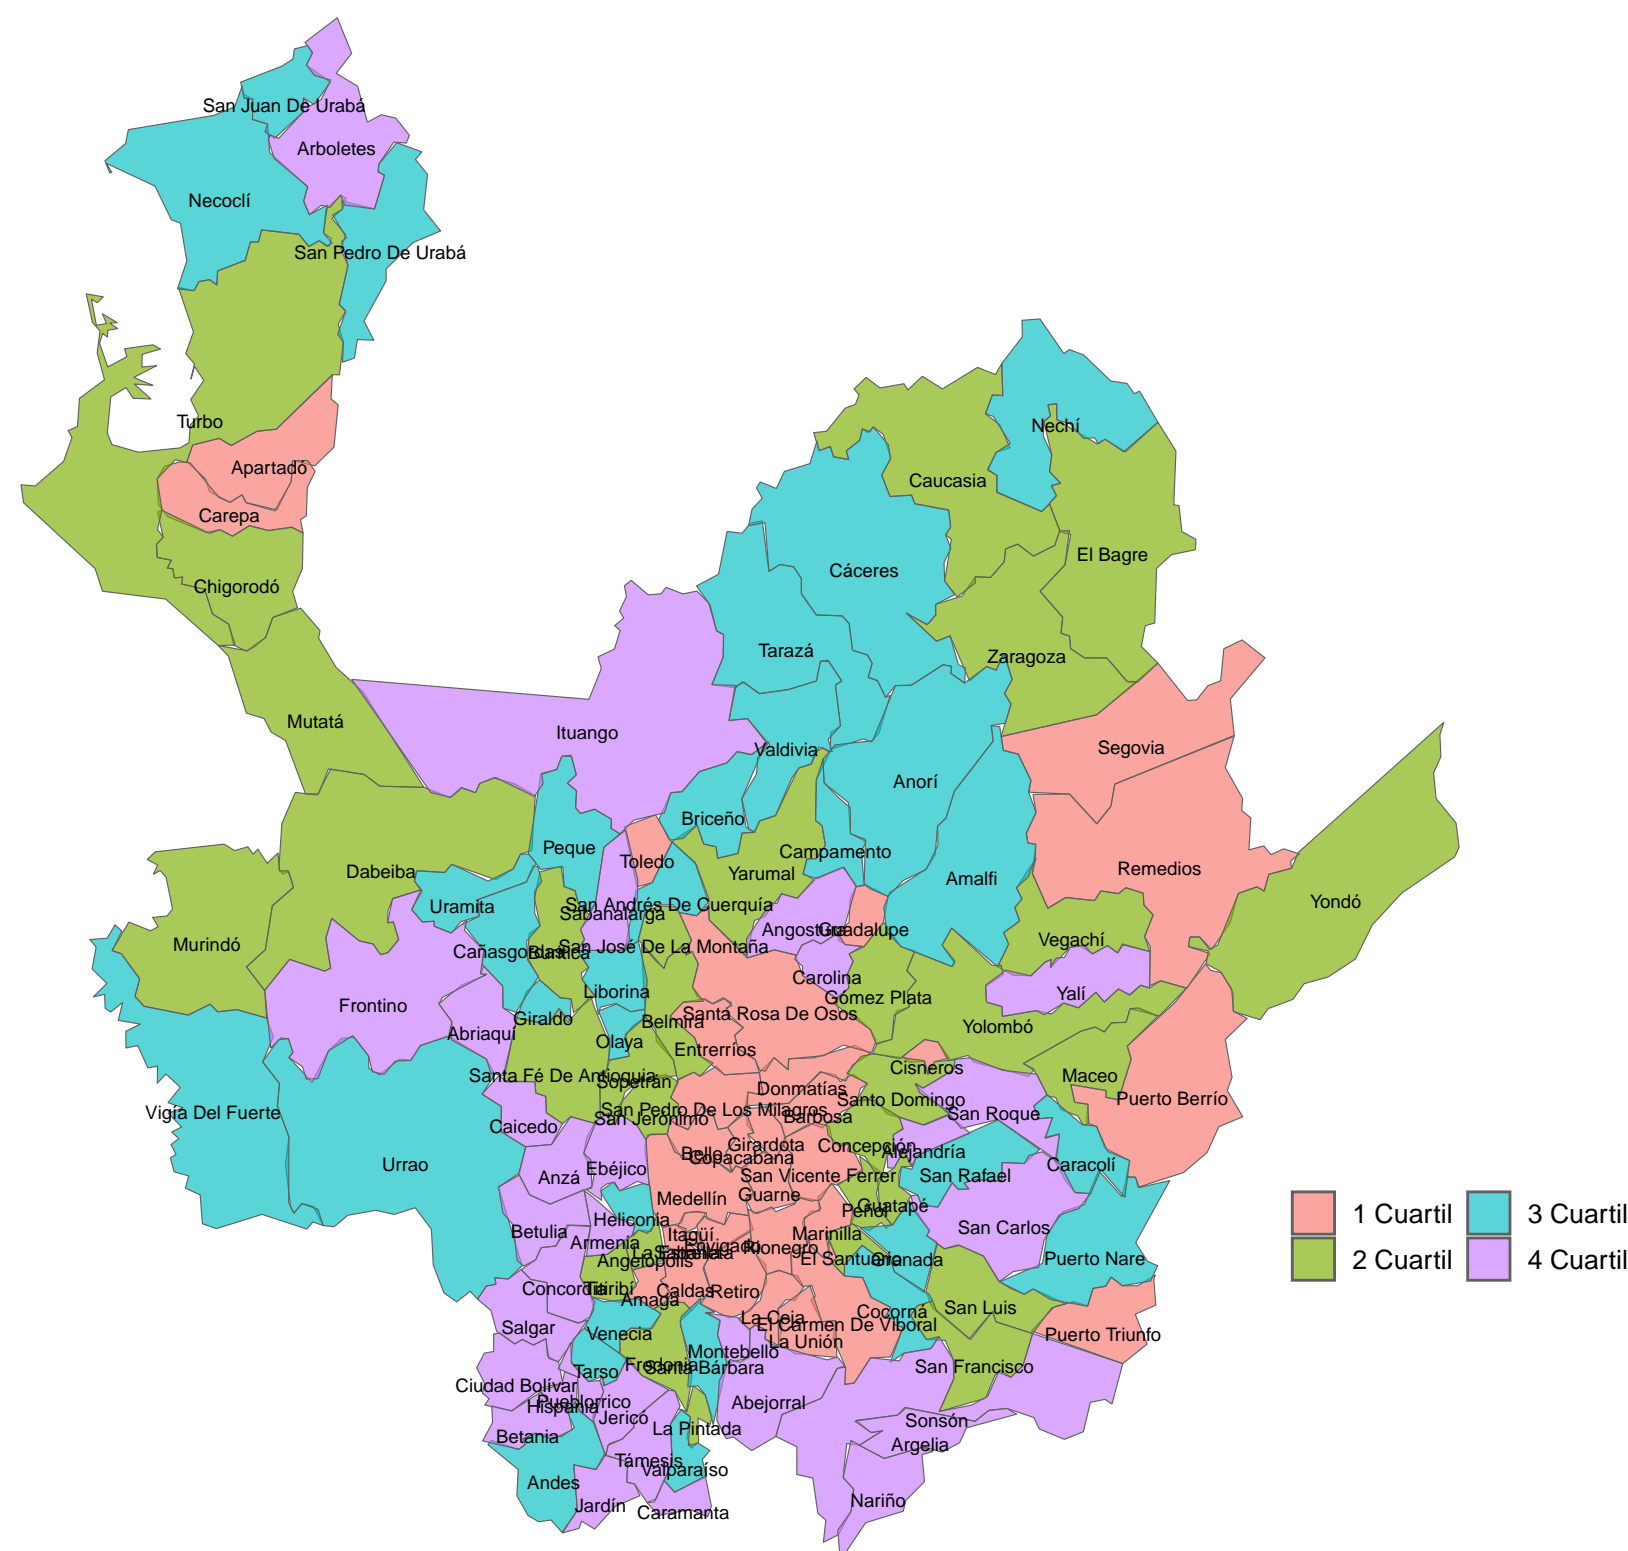 San Juan De Urabá
Arboletes
Necoclí
San Pedro De Urabá
Turbo
Nechí
Apartadó
Caucasia
Carepa
El Bagre
Cáceres
Chigorodó
Tarazá
Zaragoza
Mutatá
Ituango
Segovia
Valdivia
Anorí
Briceño
Peque
Campamento
Toledo
Remedios
Dabeiba
Yarumal
Amalfi
Yondó
San Andrés De Cuerquía
Uramita
Sabanalarga
Angostura
Guadalupe
Vegachí
Murindó
San José De La Montaña
Cañasgordas
Buriticá
Carolina
Liborina
Yalí
Gómez Plata
Frontino
Santa Rosa De Osos
Giraldo
Belmira
Yolombó
Abriaquí
Olaya
Entrerríos
Cisneros
Santa Fé De Antioquia
Maceo
Sopetrán
Donmatías
Puerto Berrío
Santo Domingo
San Pedro De Los Milagros
Vigía Del Fuerte
San Roque
Barbosa
San Jerónimo
Caicedo
Girardota
Concepción
Alejandría
Bello
Copacabana
Urrao
Caracolí
Ebéjico
Anzá
San Vicente Ferrer
San Rafael
Guarne
Medellín
Guatapé
Peñol
1 Cuartil
3 Cuartil
Heliconia
San Carlos
Betulia
Itagüí
Marinilla
Armenia
Envigado
Rionegro
La Estrella
Sabaneta
Angelópolis
El Santuario
Granada
Puerto Nare
2 Cuartil
4 Cuartil
Concordia
Titiribí
Caldas
Retiro
Amagá
San Luis
Cocorná
La Ceja
El Carmen De Viboral
Salgar
Venecia
La Unión
Puerto Triunfo
Montebello
Fredonia
Santa Bárbara
San Francisco
Tarso
Ciudad Bolívar
Pueblorrico
Abejorral
Hispania
Jericó
Sonsón
La Pintada
Betania
Argelia
Támesis
Valparaíso
Andes
Nariño
Jardín
Caramanta